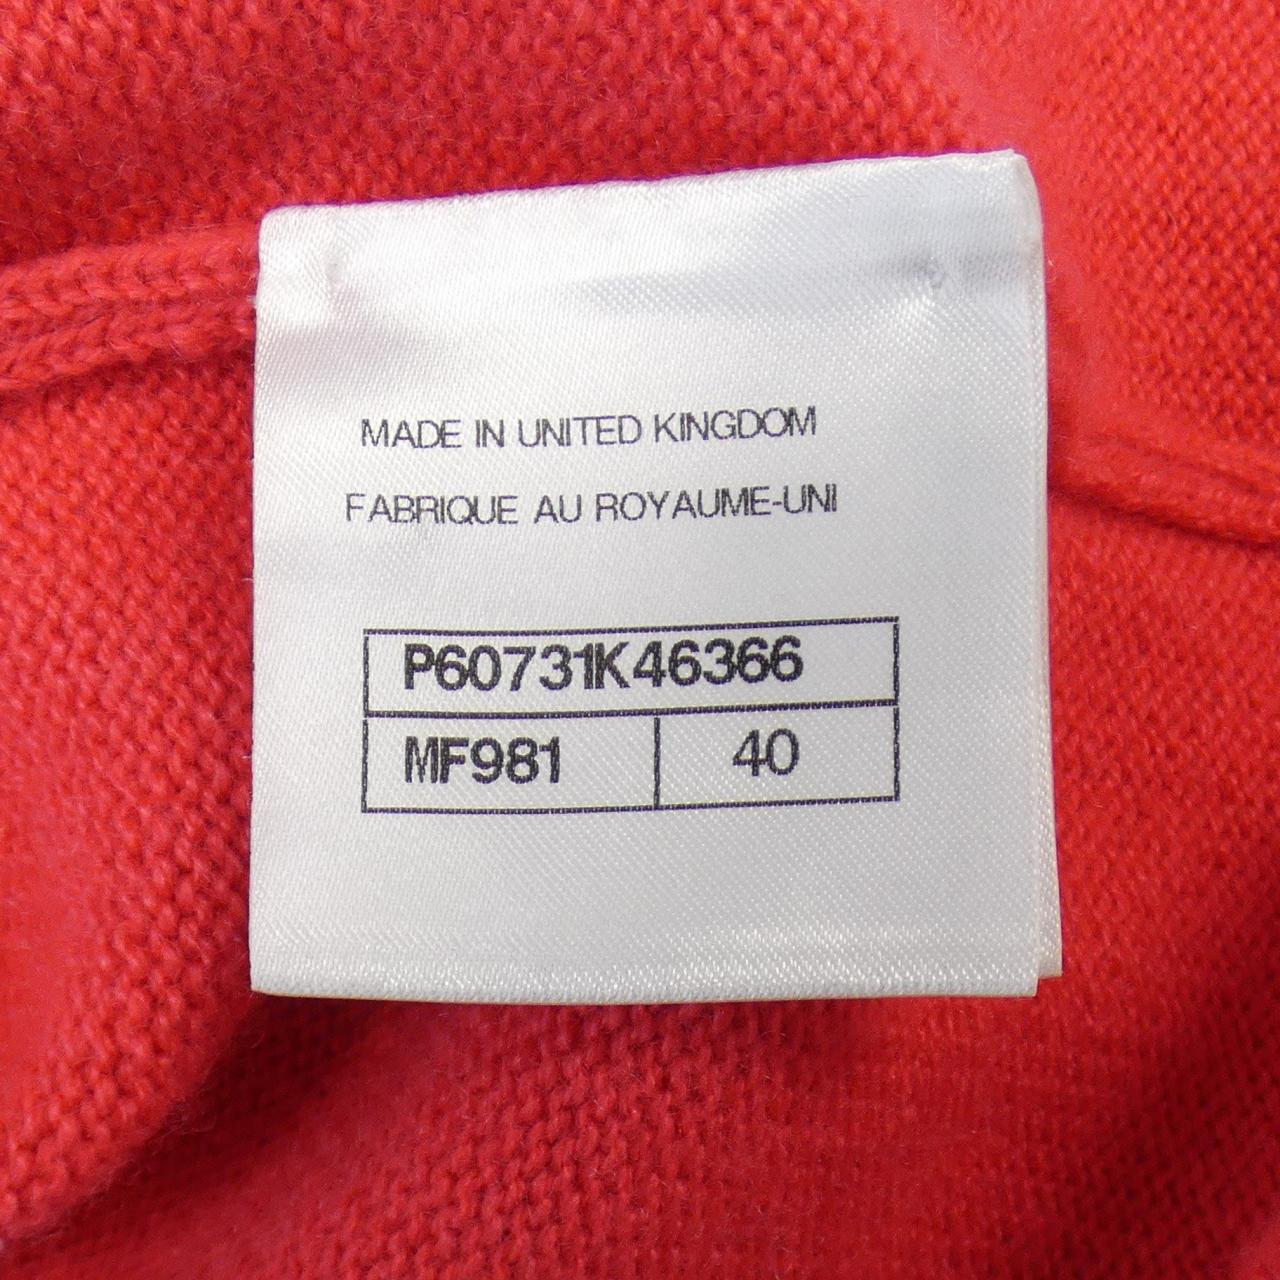 MADE IN UNITED KINGDOM
FABRIQUE AU ROYAUME-UNI
P60731K46366
MF981 40